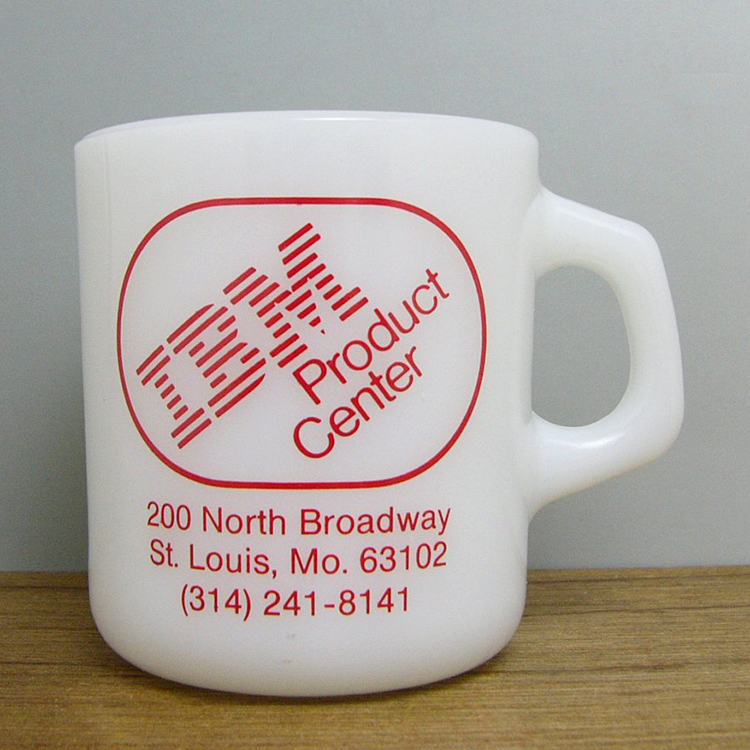 IBM
Product
Center
200 North Broadway
St. Louis, Mo. 63102
(314) 241-8141